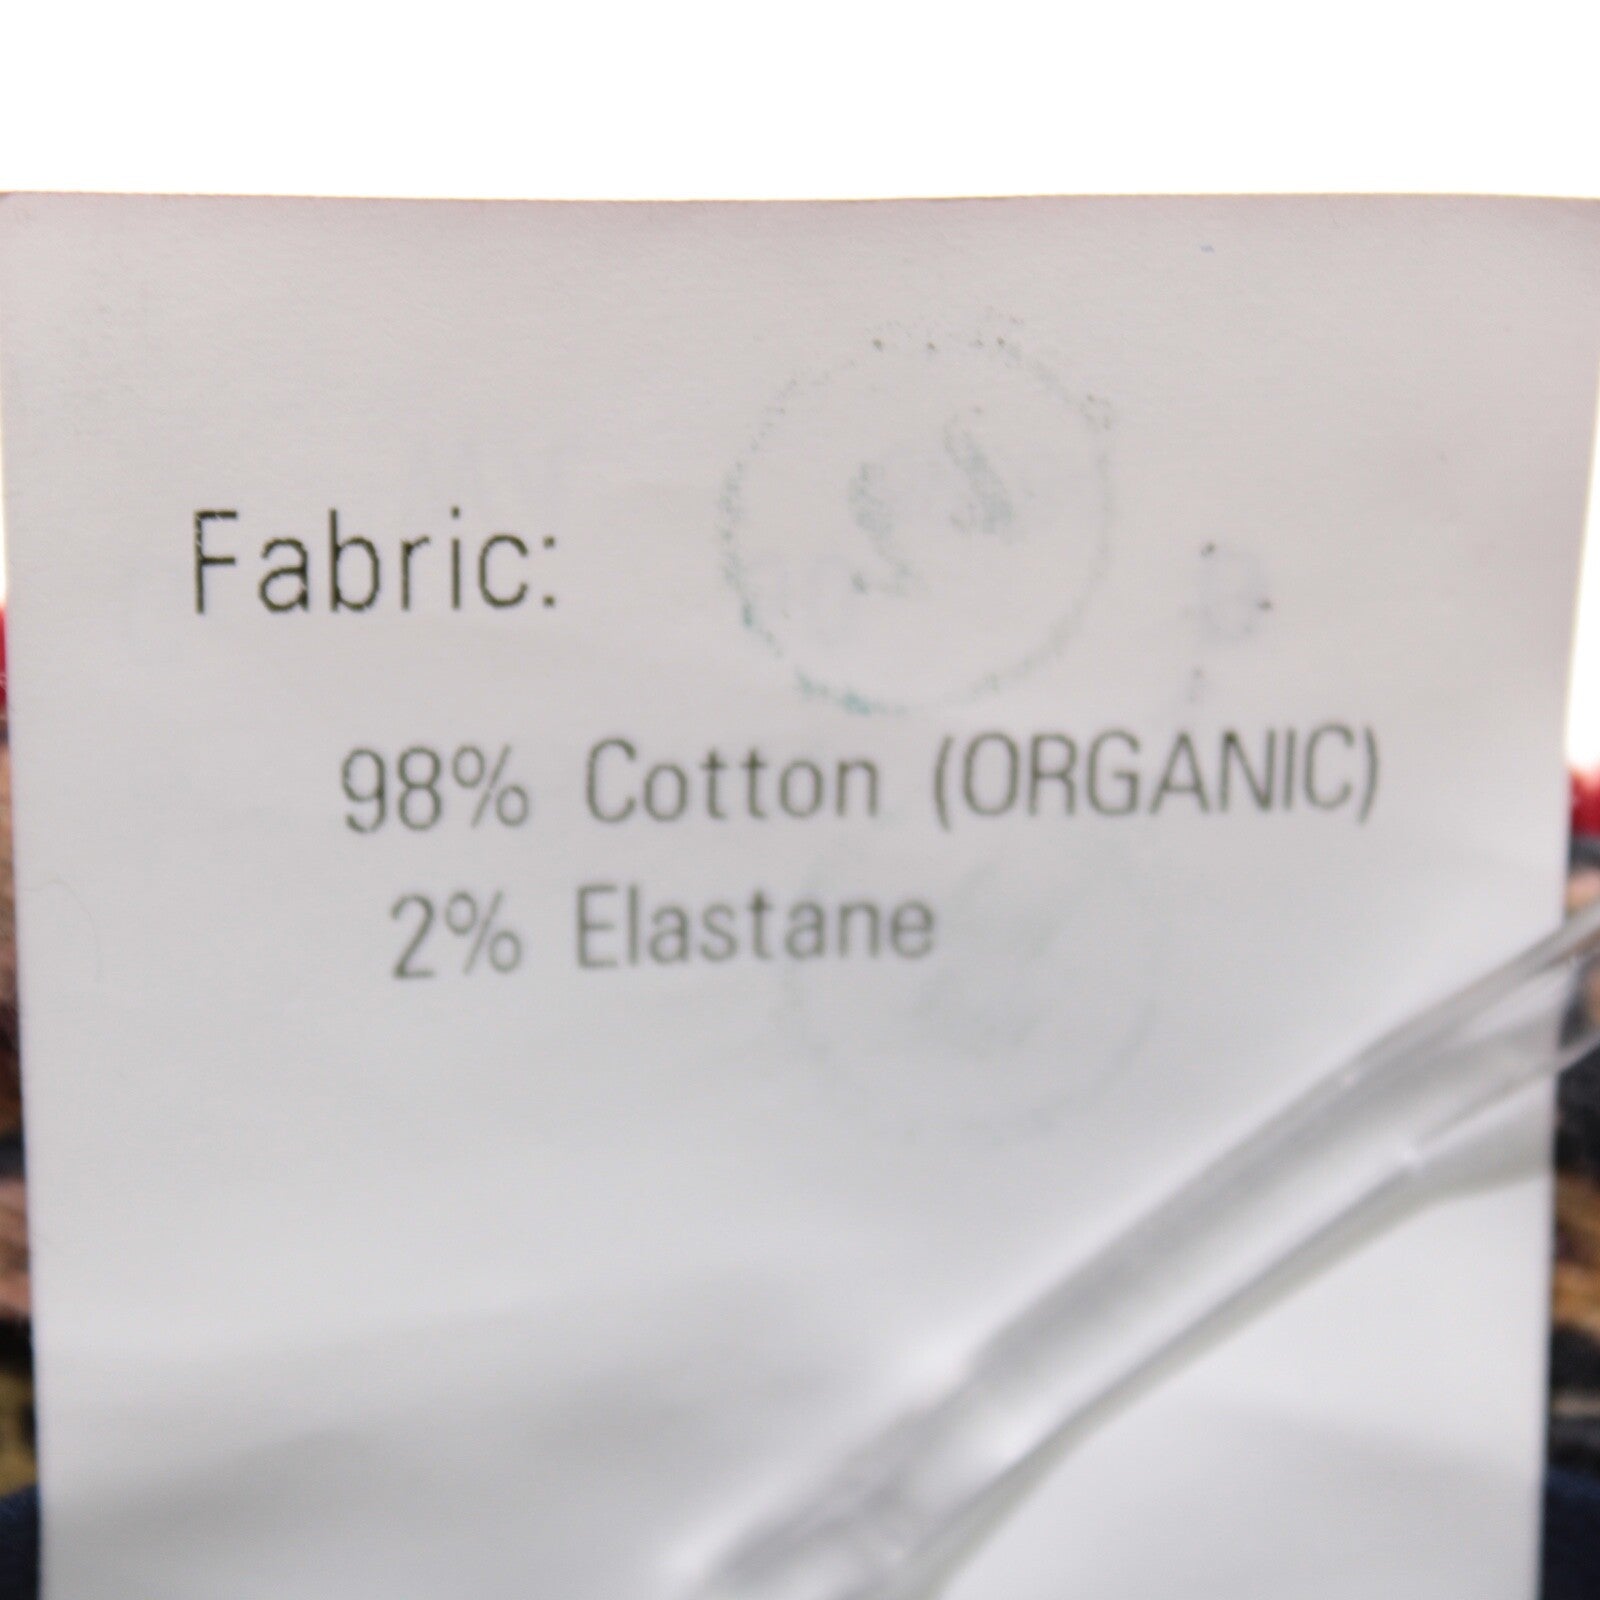 Fabric:
98% Cotton (ORGANIC)
2% Elastane